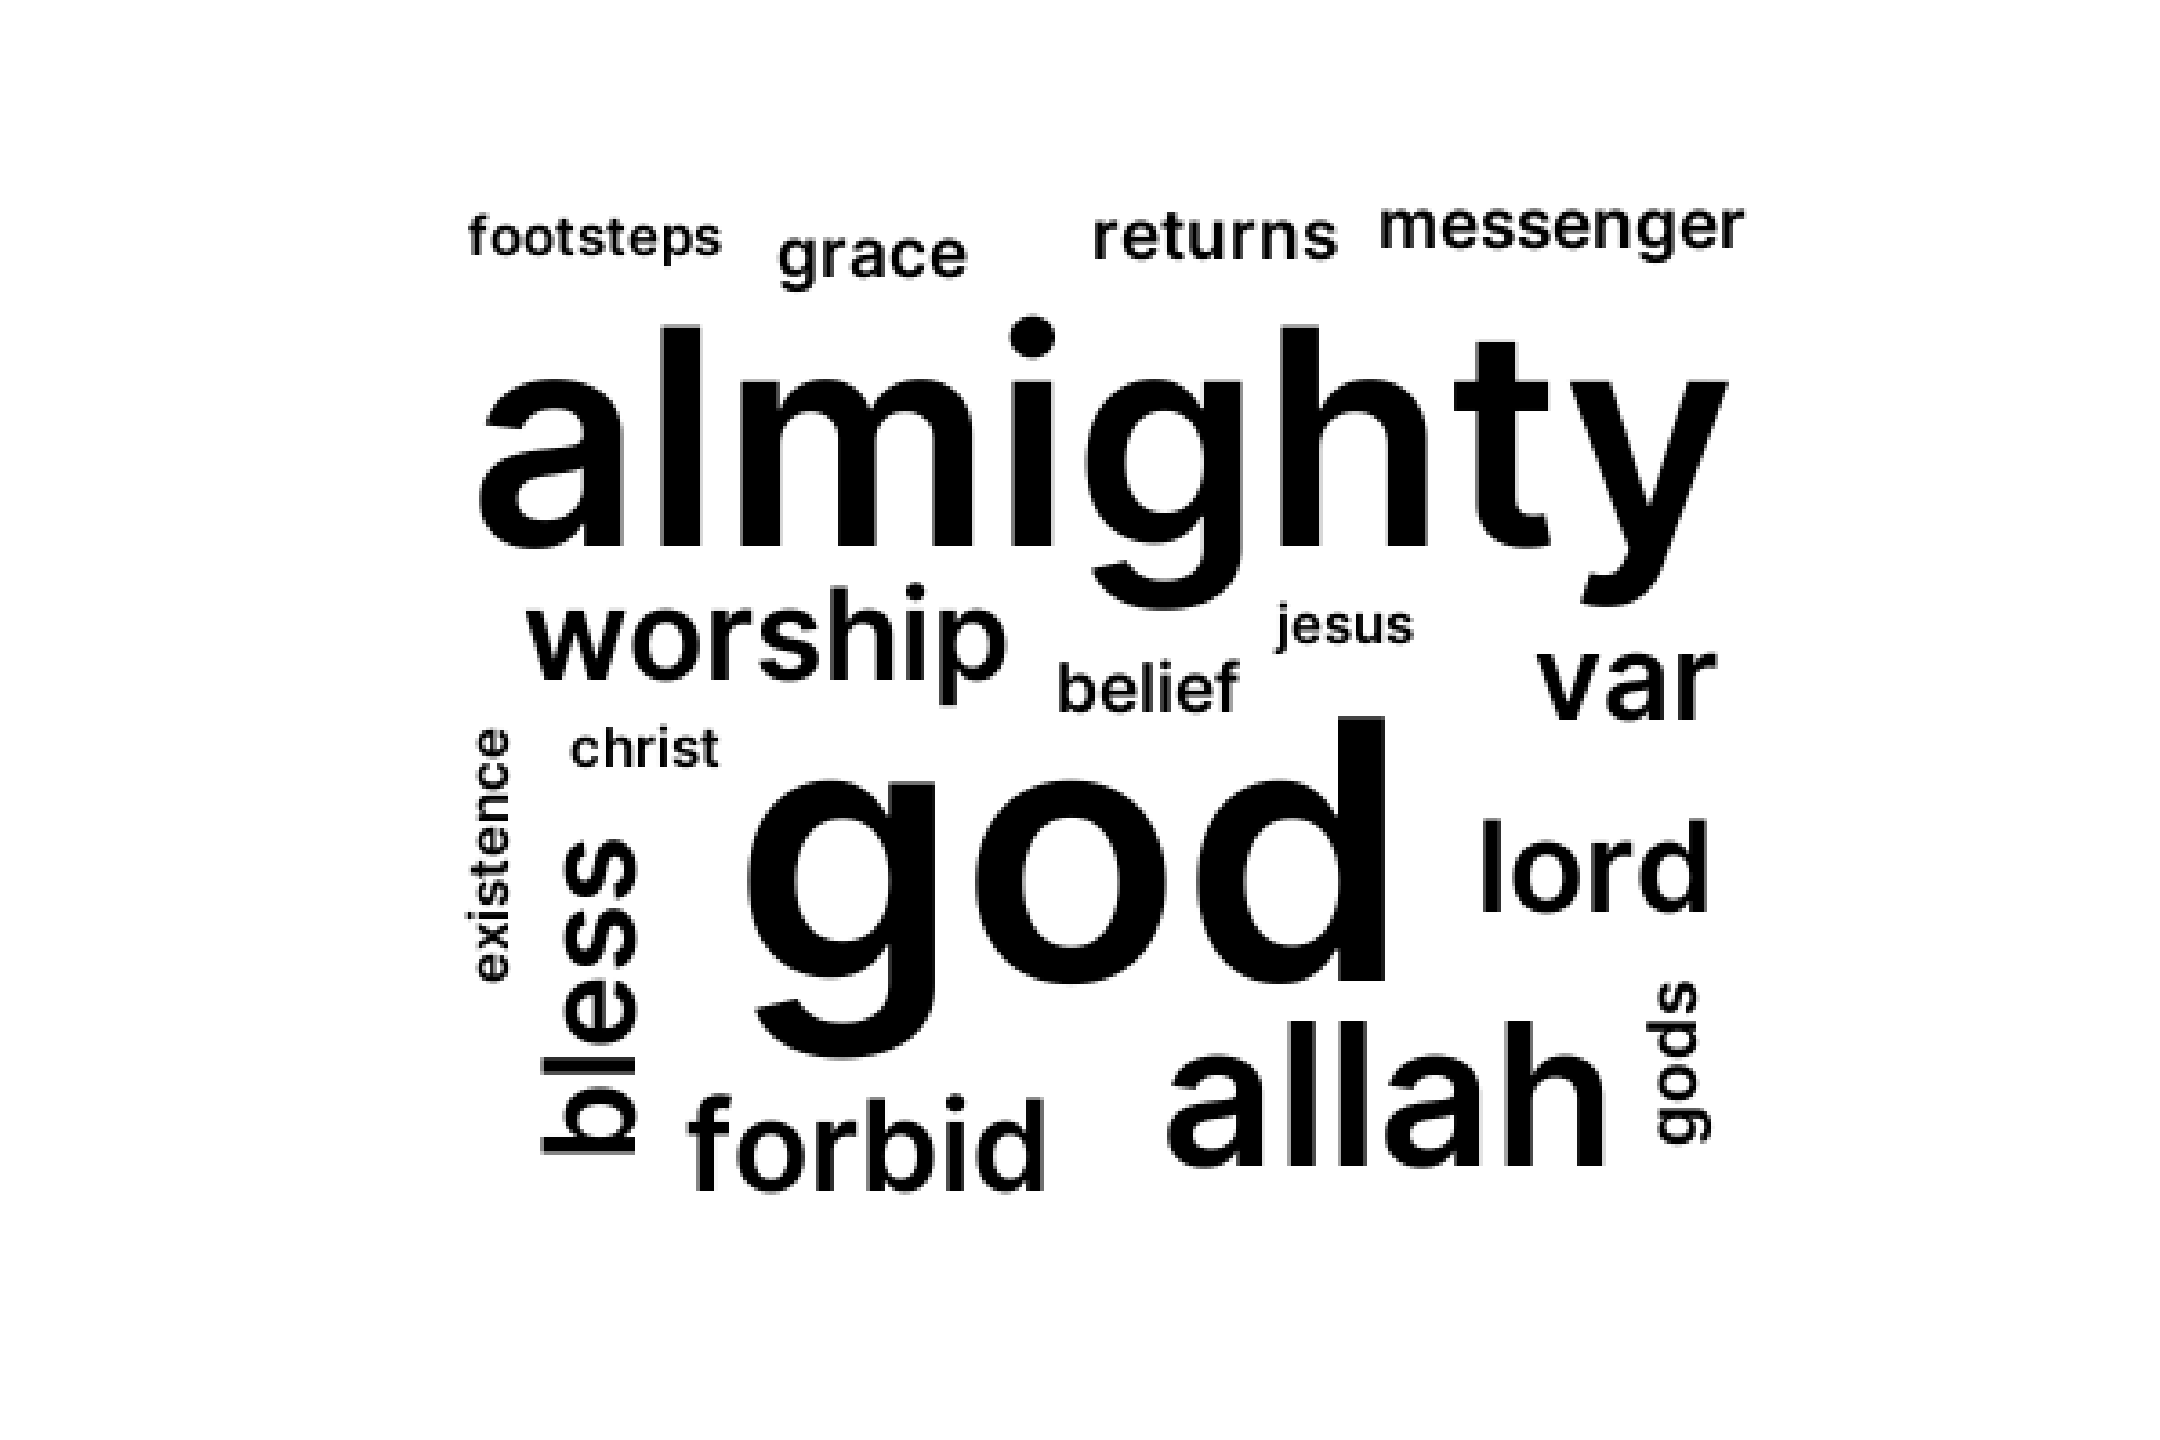 footsteps grace returns messenger
almighty
worship jesus
belief var
christ
existence
god
lord
bless
gods
allah
forbid